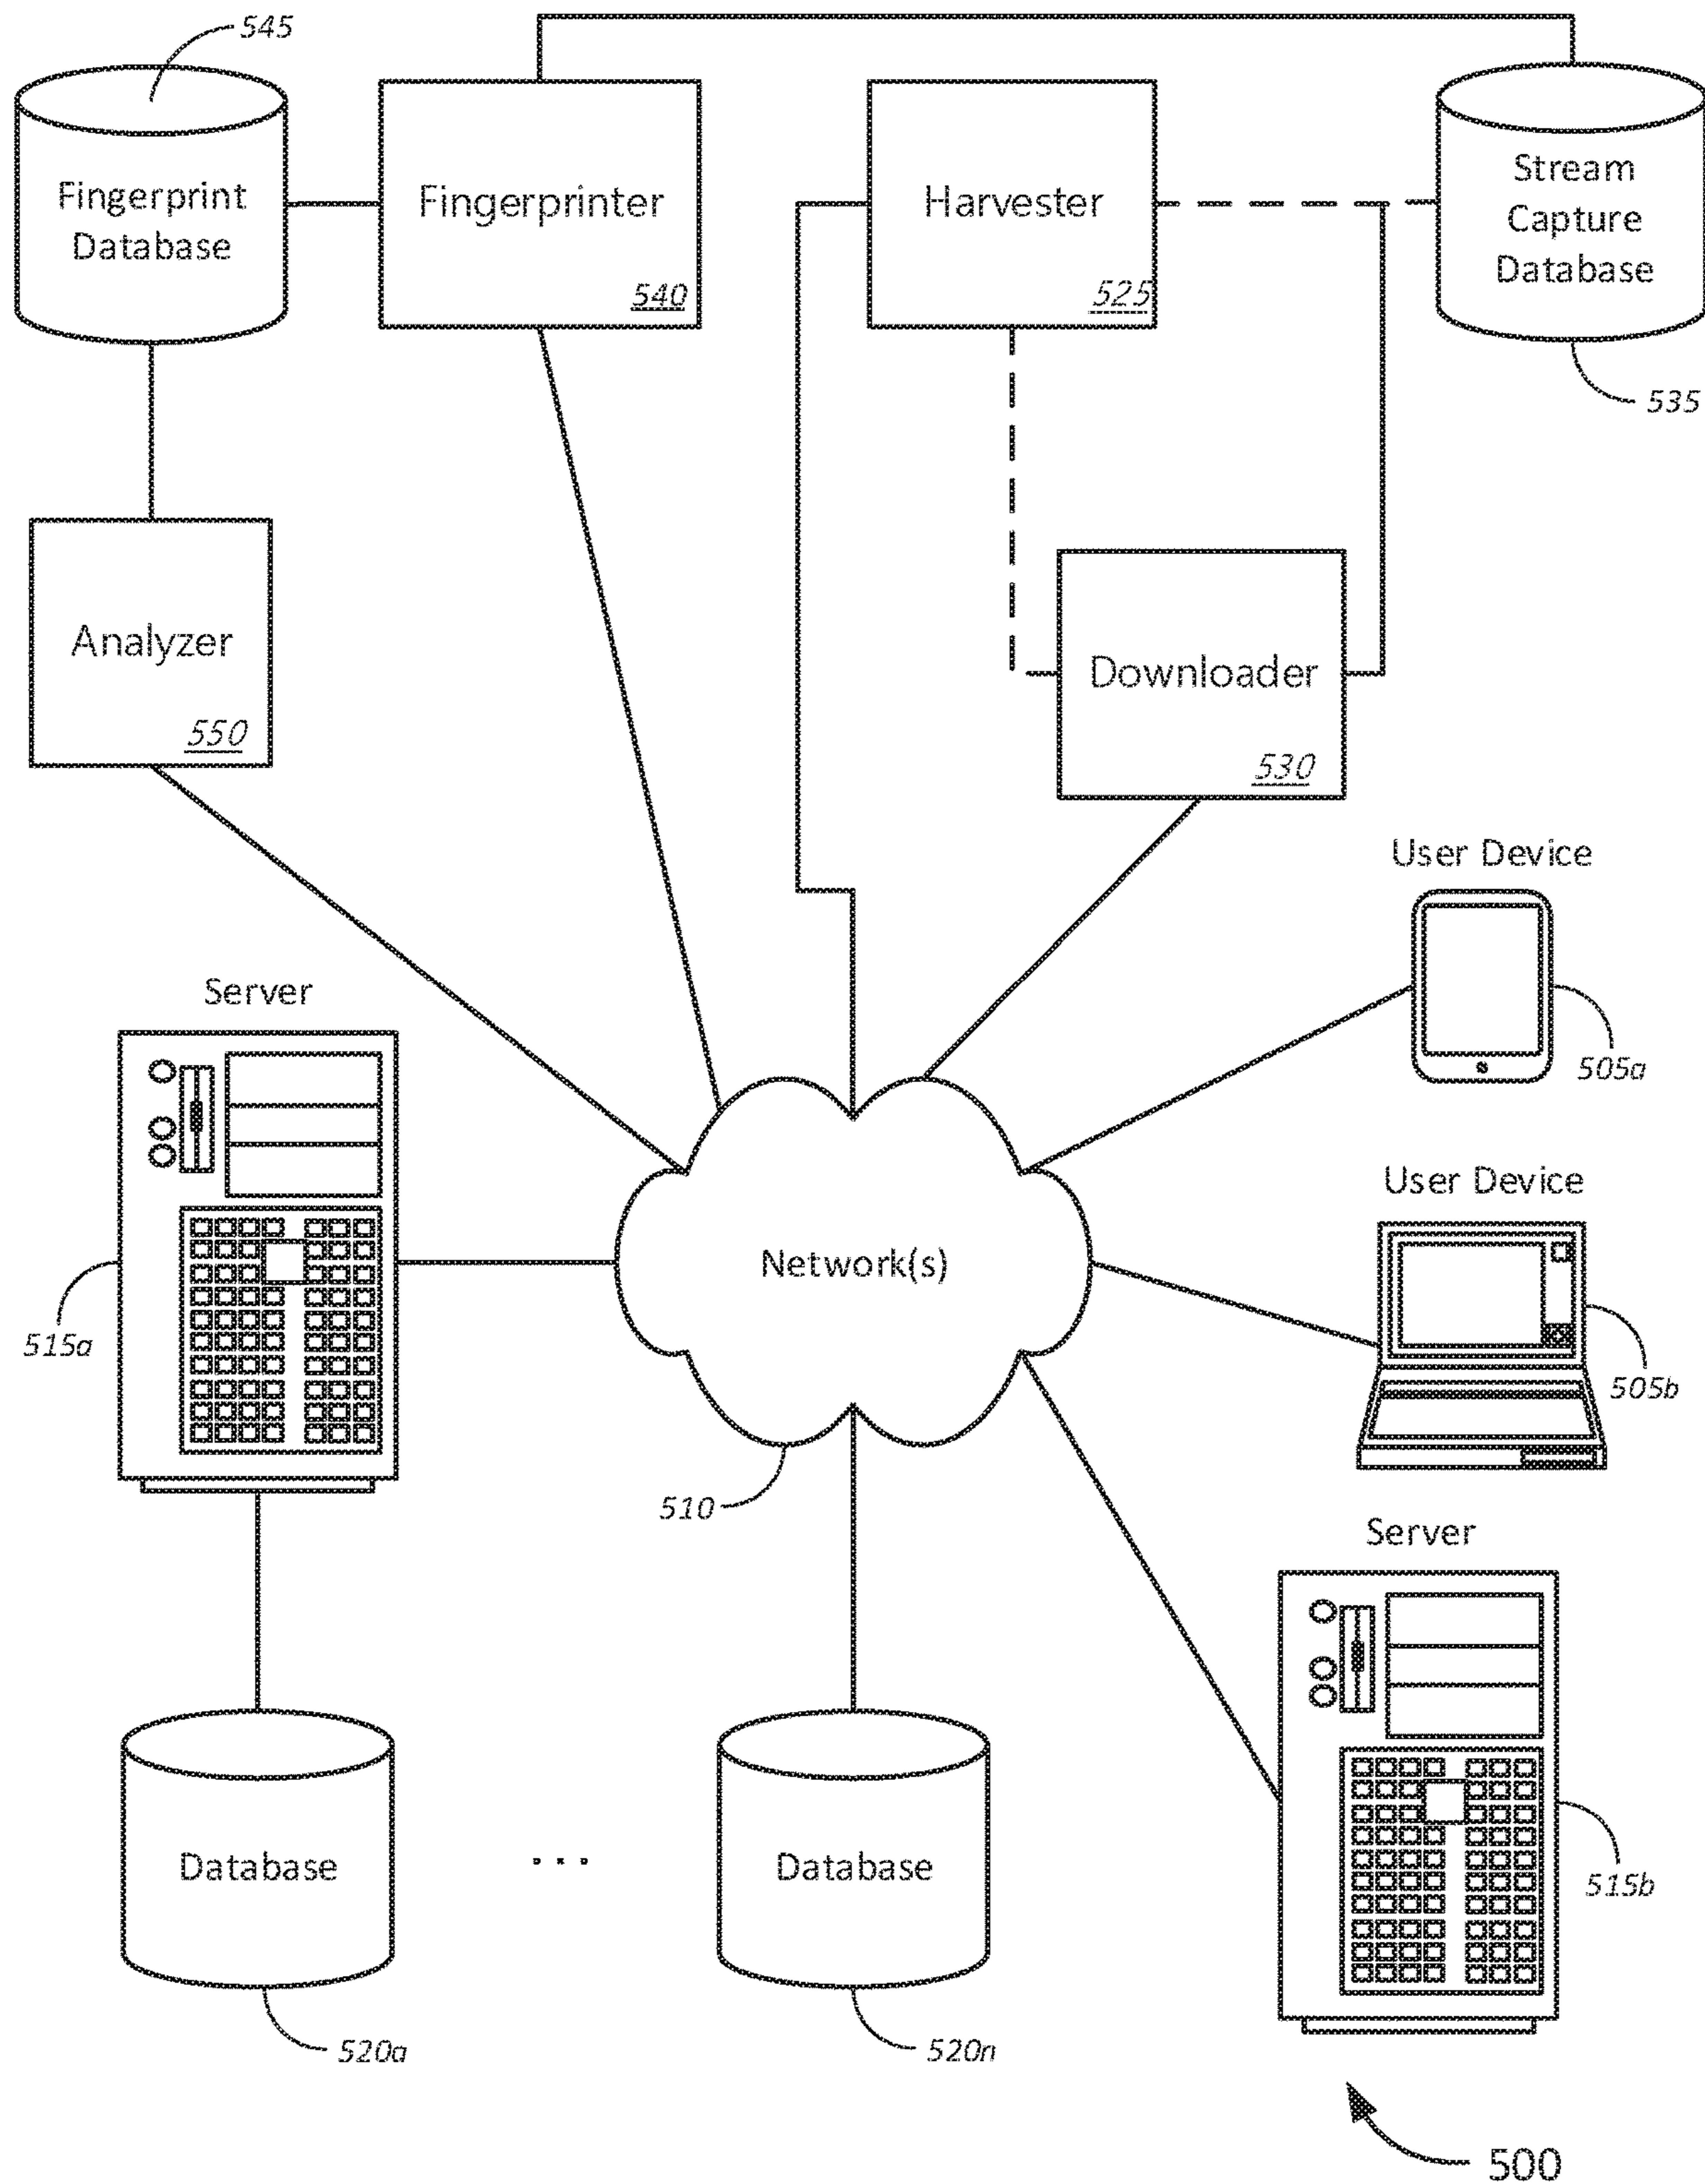 545
Fingerprint
Database
Fingerprinter
540
Harvester
525
Stream
Capture
Database
535
Analyzer
550
Downloader
530
User Device
505a
Server
515a
Network(s)
510
User Device
505b
Server
515b
Database
520a
. . .
Database
520n
500